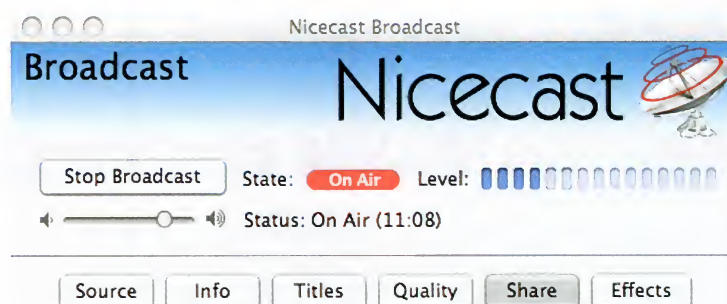 Nicecast Broadcast
Broadcast
Nicecast
Stop Broadcast State: On Air Level:
Status: On Air (11:08)
Source Info Titles Quality Share Effects